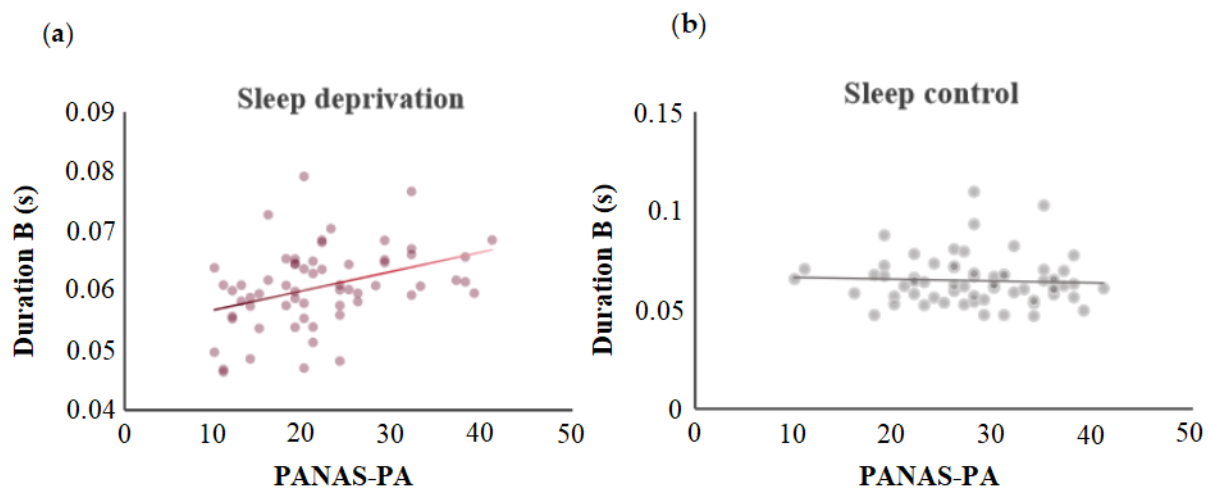 (a)
Sleep deprivation
Duration B (s)
0.09
0.08
0.07
0.06
0.05
0.04
0 10 20 30 40 50
PANAS-PA
(b)
Sleep control
Duration B (s)
0.15
0.1
0.05
0
0 10 20 30 40 50
PANAS-PA